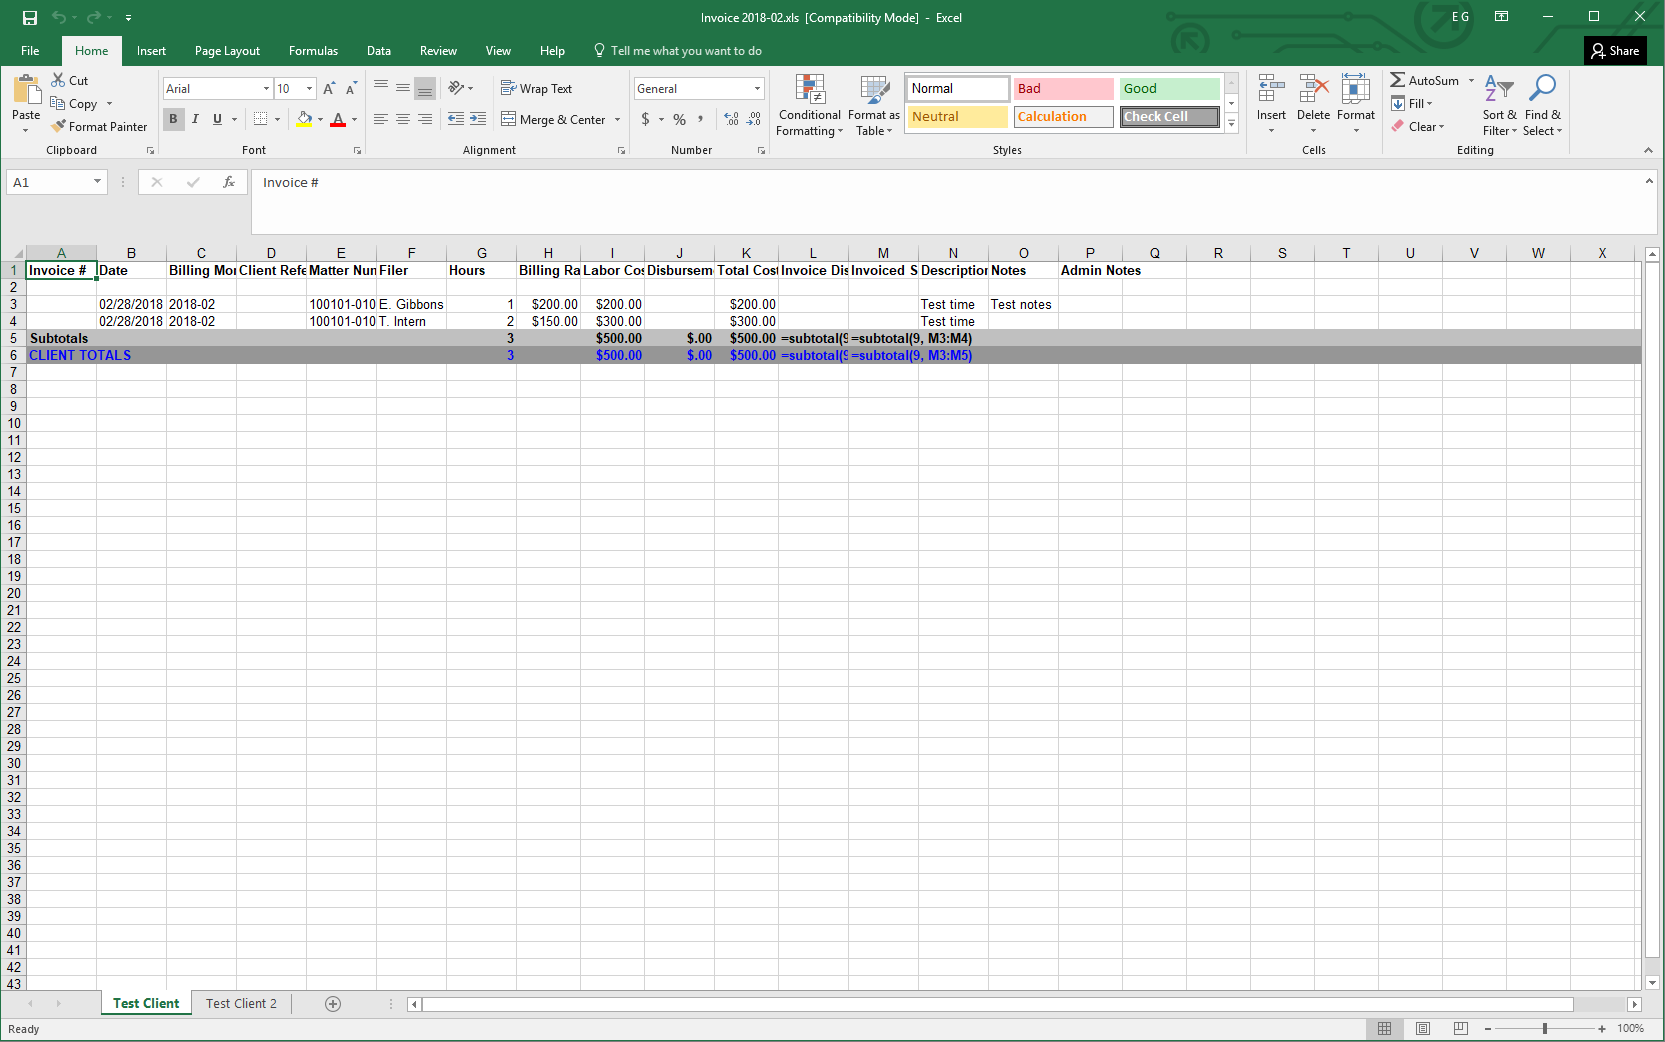 Invoice 2018-02.xls [Compatibility Mode] - Excel
E G
File Home Insert Page Layout Formulas Data Review View Help Tell me what you want to do
Share
Paste
Cut
Copy
Format Painter
Clipboard
Arial 10
B I U
Font
Wrap Text
Merge & Center
Alignment
General
$ % ,
Number
Conditional Formatting
Format as Table
Normal Bad Good
Neutral Calculation Check Cell
Styles
Insert Delete Format
Cells
AutoSum
Fill
Clear
Sort & Filter
Find & Select
Editing
A1 fx Invoice #
A B C D E F G H I J K L M N O P Q R S T U V W X
1 Invoice # Date Billing Mon Client Refe Matter Num Filer Hours Billing Ra Labor Cos Disbursem Total Cost Invoice Dis Invoiced S Description Notes Admin Notes
2
3 02/28/2018 2018-02 100101-010 E. Gibbons 1 $200.00 $200.00 $200.00 Test time Test notes
4 02/28/2018 2018-02 100101-010 T. Intern 2 $150.00 $300.00 $300.00 Test time
5 Subtotals 3 $500.00 $.00 $500.00 =subtotal(9 =subtotal(9, M3:M4)
6 CLIENT TOTALS 3 $500.00 $.00 $500.00 =subtotal(9 =subtotal(9, M3:M5)
7
8
9
10
11
12
13
14
15
16
17
18
19
20
21
22
23
24
25
26
27
28
29
30
31
32
33
34
35
36
37
38
39
40
41
42
43
Test Client Test Client 2
Ready
100%